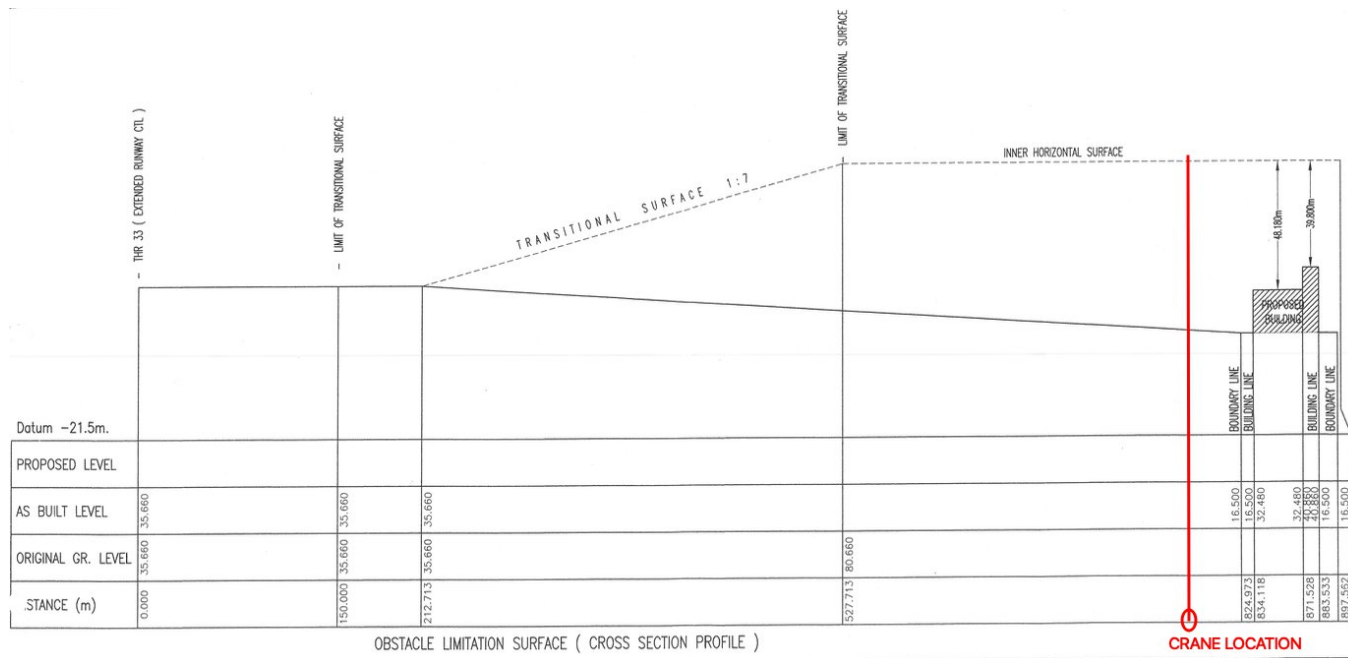 THR 33 ( EXTENDED RUNWAY CTL )
LIMIT OF TRANSITIONAL SURFACE
TRANSITIONAL SURFACE 1:7
LIMIT OF TRANSITIONAL SURFACE
INNER HORIZONTAL SURFACE
48.180m
39.800m
PROPOSED
BUILDING
BOUNDARY LINE
BUILDING LINE
BUILDING LINE
BOUNDARY LINE
Datum -21.5m.
PROPOSED LEVEL
AS BUILT LEVEL 35.660 35.660 35.660 16.500 16.500 32.480 32.480 40.860 40.860 16.500 16.500
ORIGINAL GR. LEVEL 35.660 35.660 35.660 80.660
.STANCE (m) 0.000 150.000 212.713 527.713 824.973 834.118 871.528 883.533 897.562
OBSTACLE LIMITATION SURFACE ( CROSS SECTION PROFILE )
CRANE LOCATION